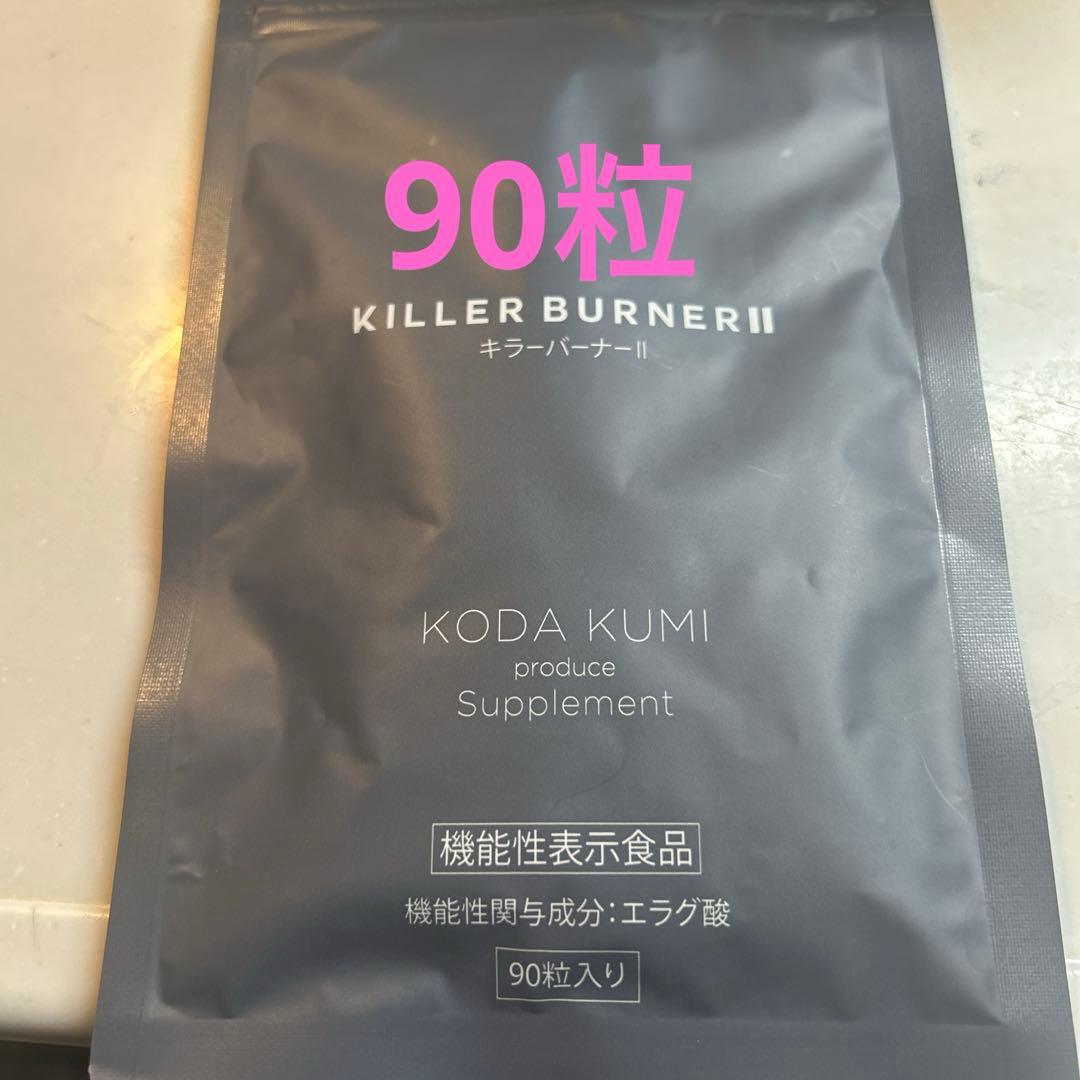 90粒
KILLER BURNERⅡ
キラーバーナーⅡ
KODA KUMI
produce
Supplement
機能性表示食品
機能性関与成分：エラグ酸
90粒入り